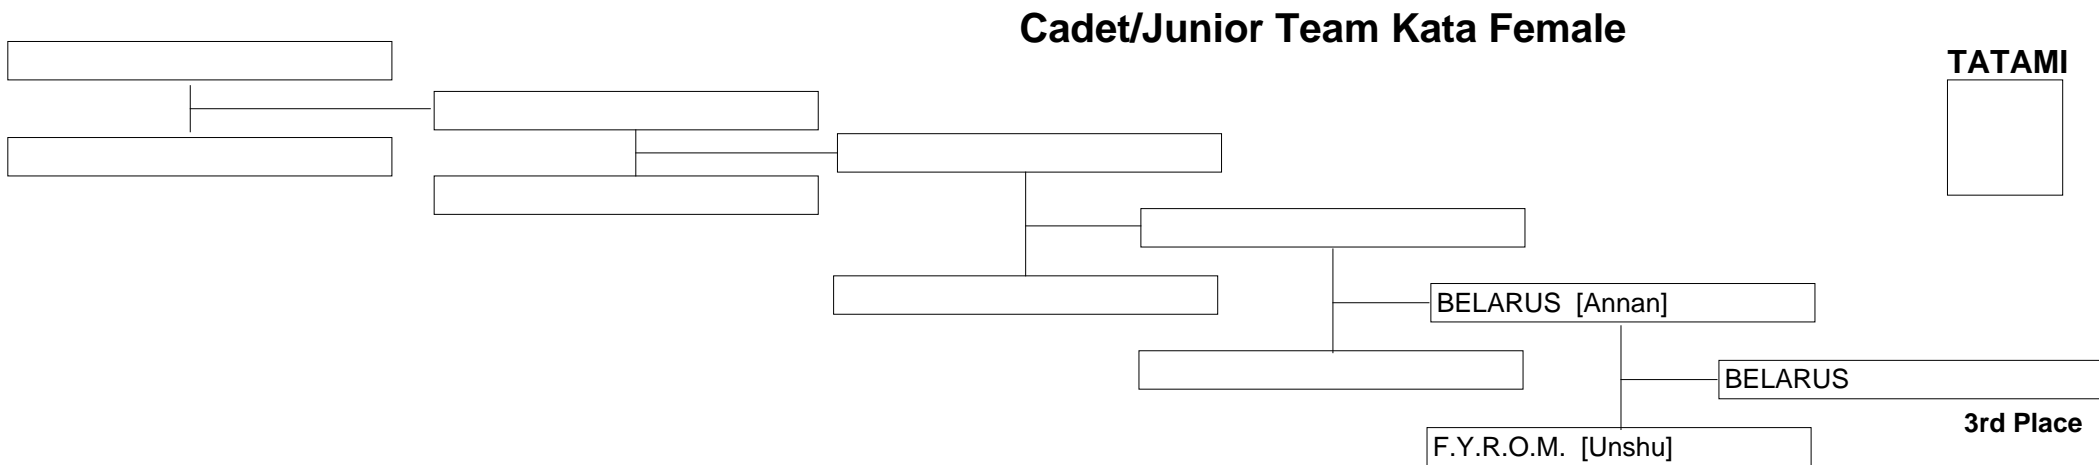 Cadet/Junior Team Kata Female
TATAMI
BELARUS [Annan]
BELARUS
3rd Place
F.Y.R.O.M. [Unshu]